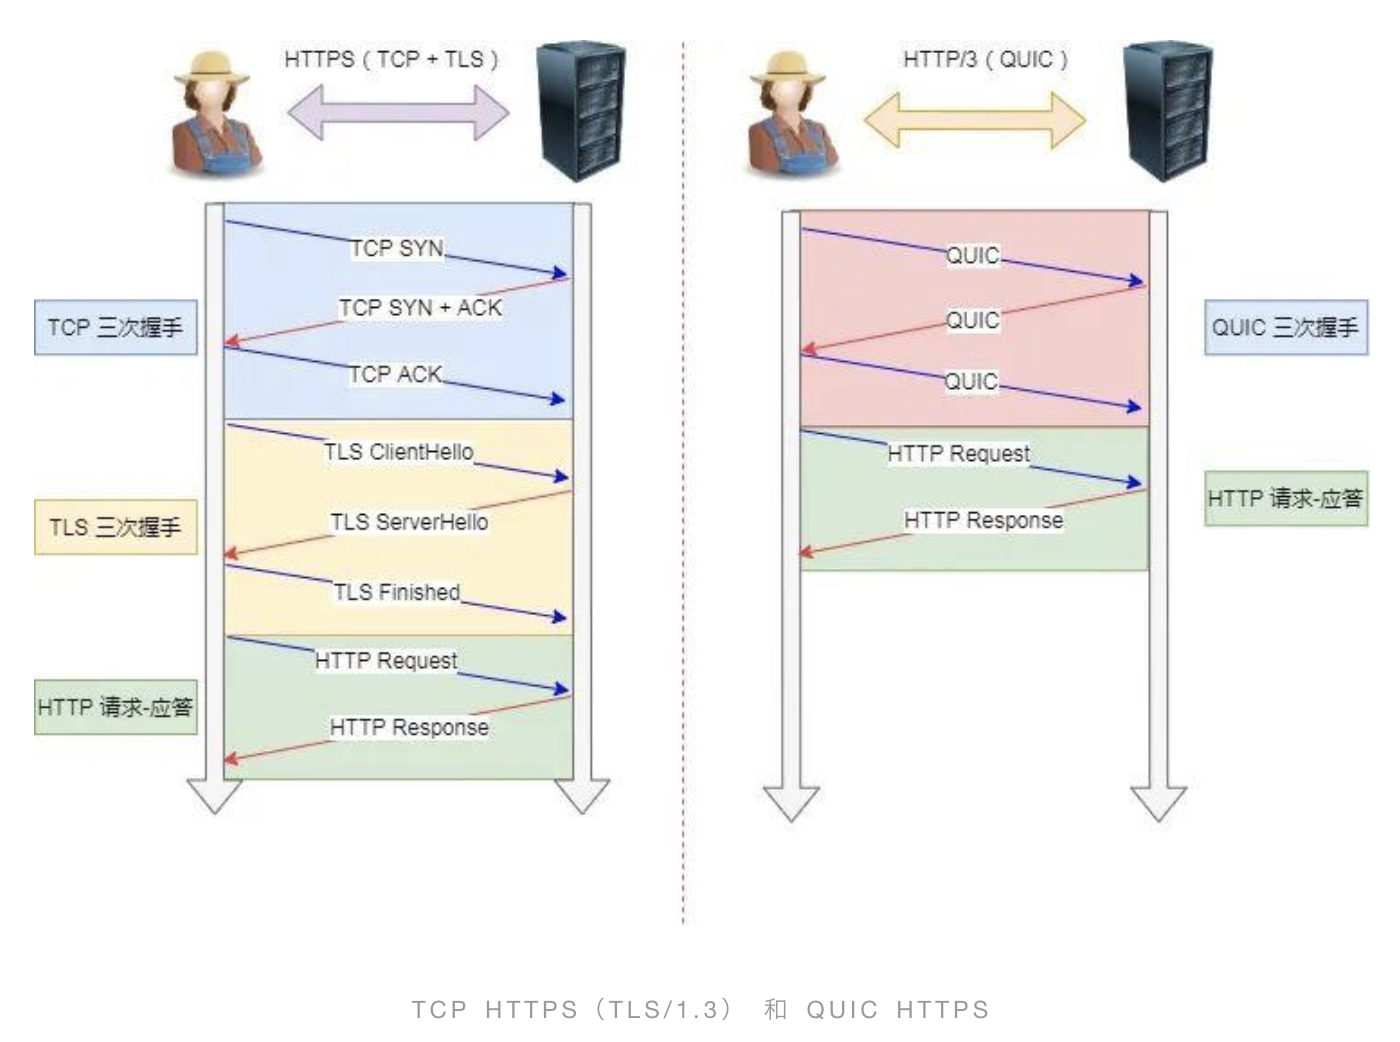 HTTPS ( TCP + TLS )
TCP SYN
TCP SYN + ACK
TCP ACK
TCP 三次握手
TLS ClientHello
TLS ServerHello
TLS Finished
TLS 三次握手
HTTP Request
HTTP Response
HTTP 请求-应答
HTTP/3 ( QUIC )
QUIC
QUIC
QUIC
QUIC 三次握手
HTTP Request
HTTP Response
HTTP 请求-应答
TCP HTTPS（TLS/1.3） 和 QUIC HTTPS